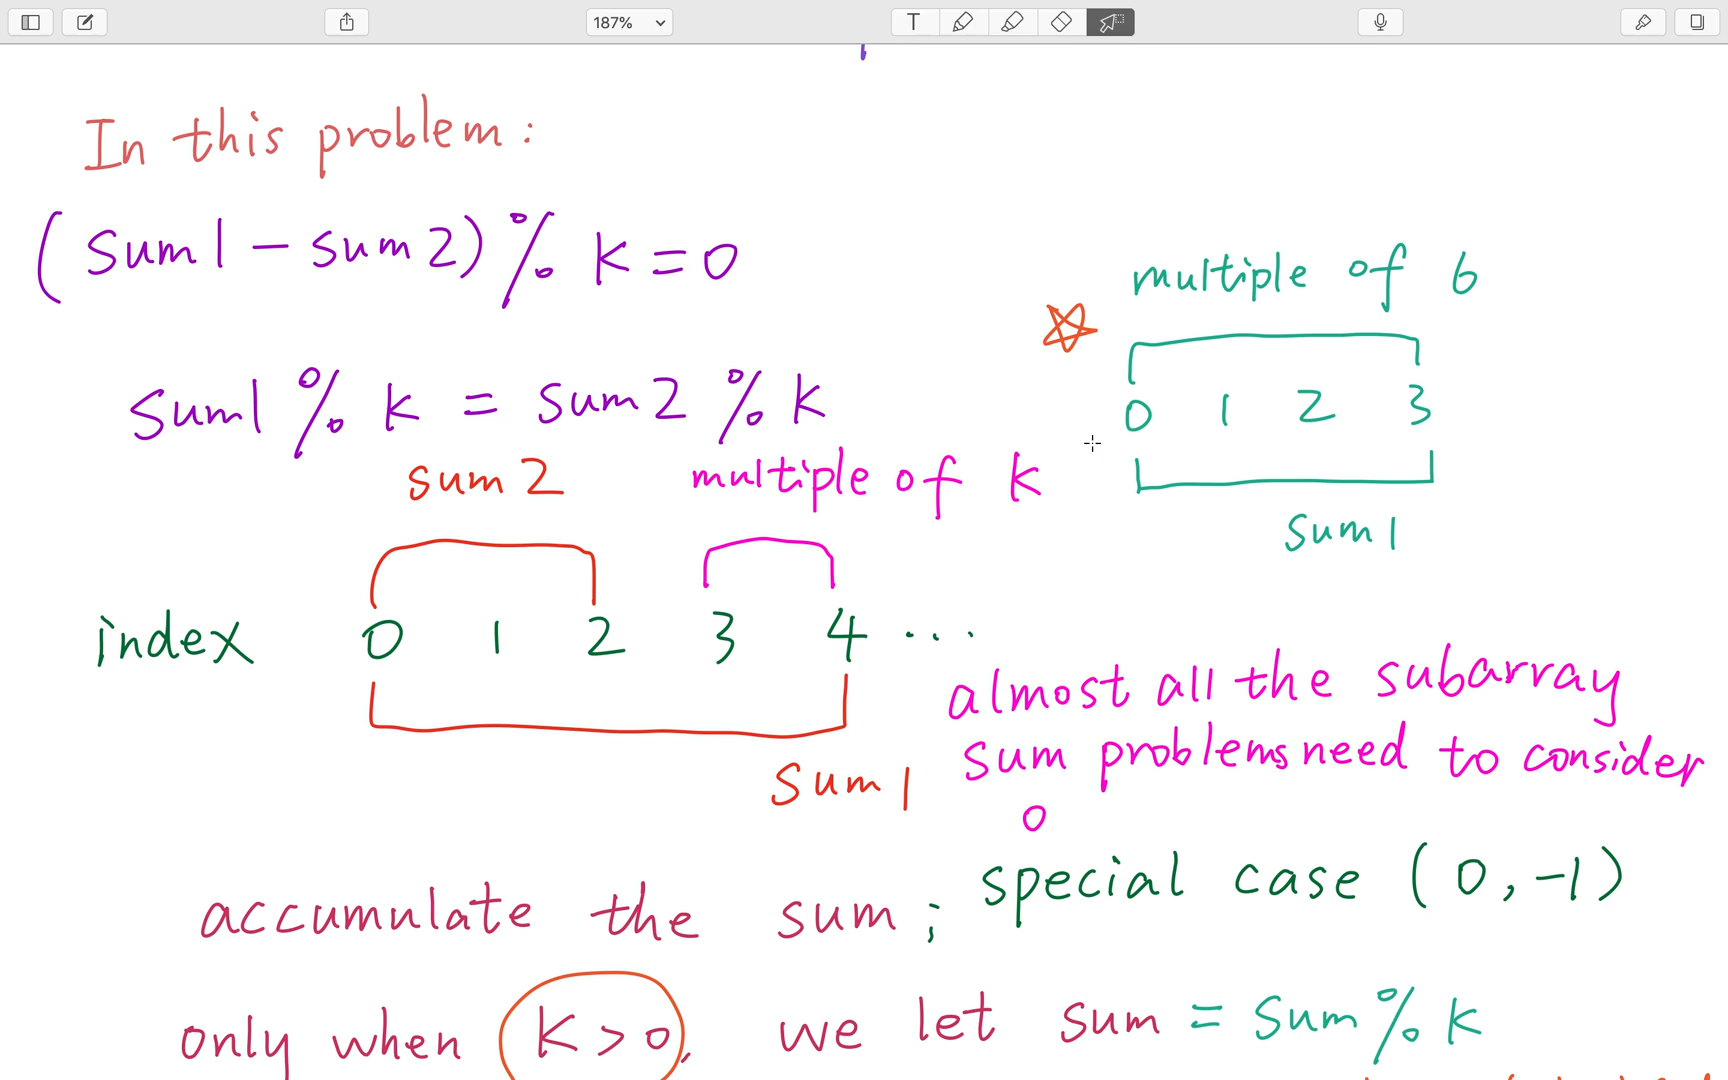 187%
T
In this problem:
(sum1 - sum2) % k = 0
multiple of 6
sum1 % k = sum2 % k
0 1 2 3
sum2
multiple of k
sum1
index 0 1 2 3 4 ...
sum1
almost all the subarray
sum problems need to consider
0
accumulate the sum;
special case (0, -1)
only when k > 0, we let sum = sum % k